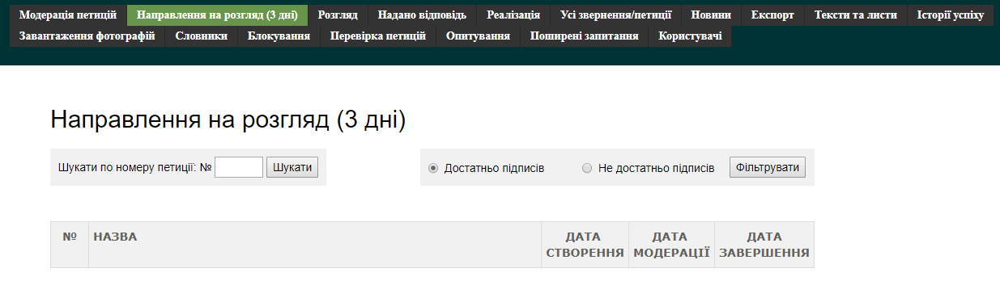 Модерація петицій Направлення на розгляд (3 дні) Розгляд Надано відповідь Реалізація Усі звернення/петиції Новини Експорт Тексти та листи Історії успіху
Завантаження фотографій Словники Блокування Перевірка петицій Опитування Поширені запитання Користувачі
Направлення на розгляд (3 дні)
Шукати по номеру петиції: № Шукати Достатньо підписів Не достатньо підписів Фільтрувати
№ НАЗВА ДАТА СТВОРЕННЯ ДАТА МОДЕРАЦІЇ ДАТА ЗАВЕРШЕННЯ